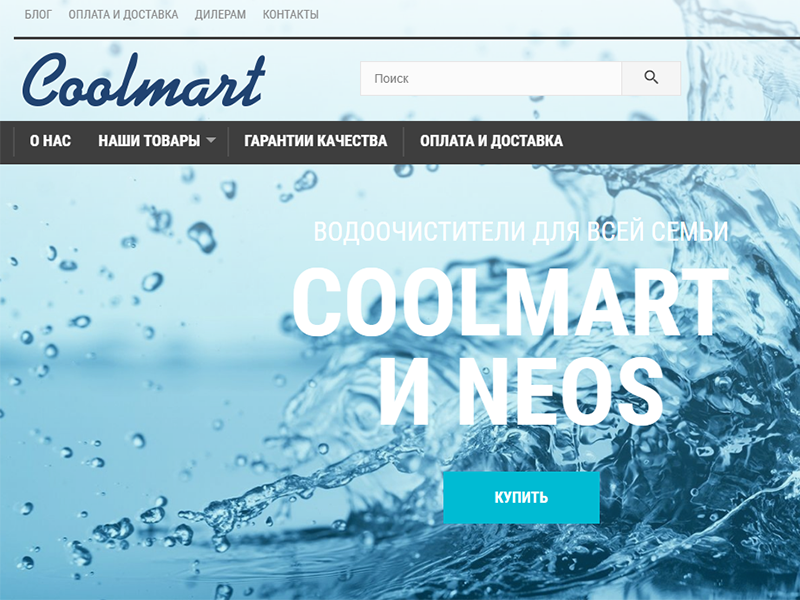 БЛОГ ОПЛАТА И ДОСТАВКА ДИЛЕРАМ КОНТАКТЫ
Coolmart
Поиск
О НАС НАШИ ТОВАРЫ ГАРАНТИИ КАЧЕСТВА ОПЛАТА И ДОСТАВКА
ВОДООЧИСТИТЕЛИ ДЛЯ ВСЕЙ СЕМЬИ
COOLMART
И NEOS
КУПИТЬ